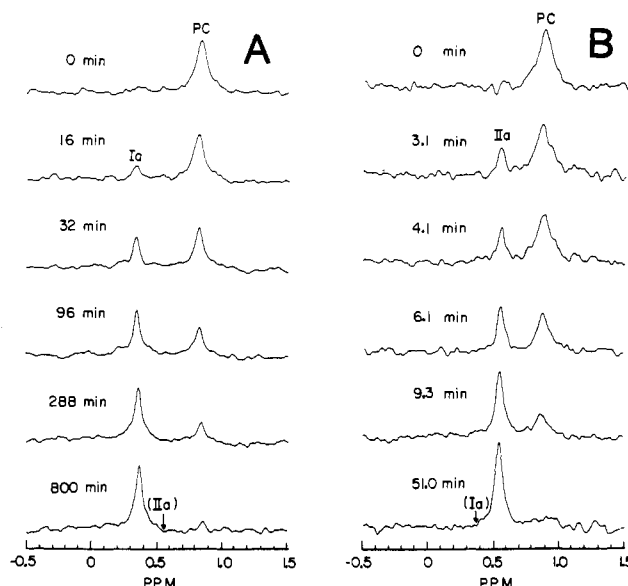 PC
A
0 min
16 min
Ia
32 min
96 min
288 min
800 min
(IIa)
-0.5 0 0.5 1.0 1.5
P.P.M
PC
B
0 min
3.1 min
IIa
4.1 min
6.1 min
9.3 min
51.0 min
(Ia)
-0.5 0 0.5 1.0 1.5
P.P.M